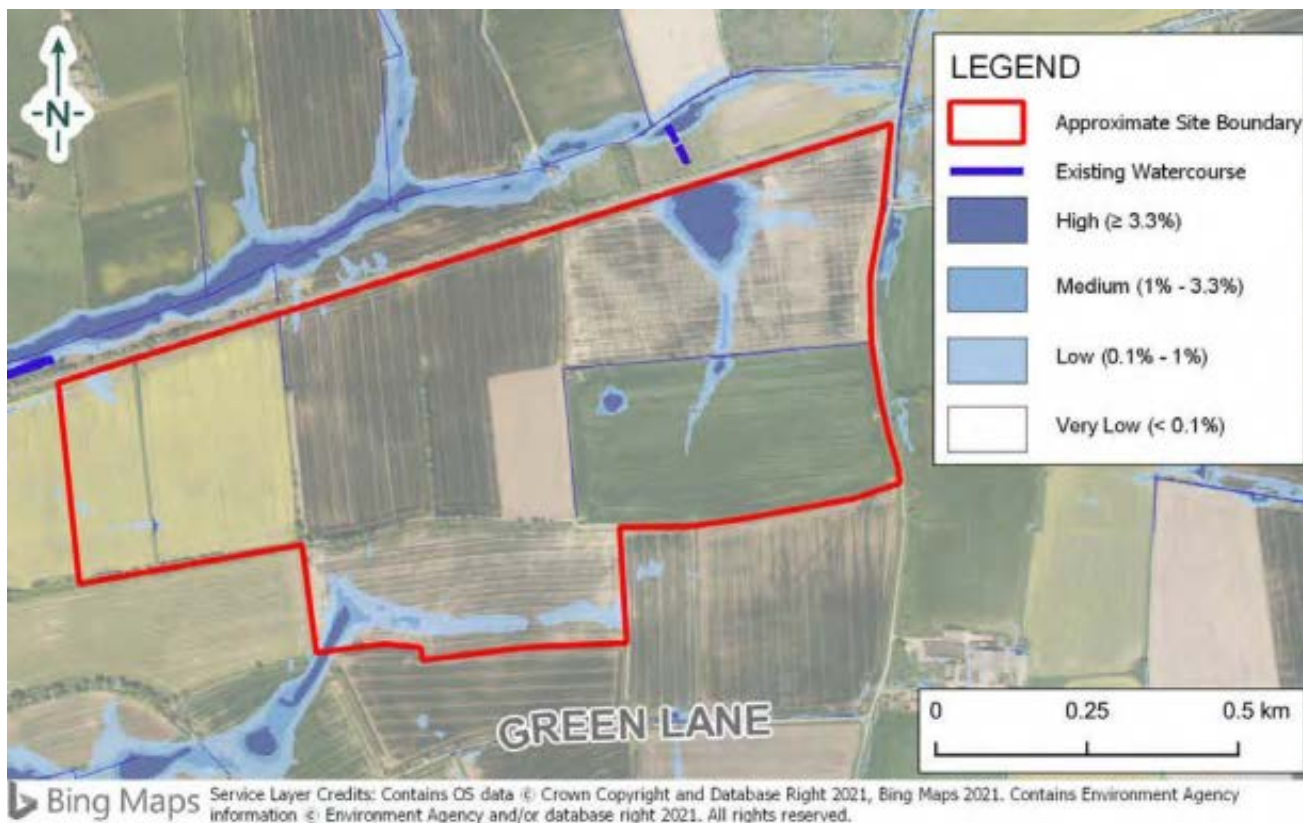 -N-
LEGEND
Approximate Site Boundary
Existing Watercourse
High (≥ 3.3%)
Medium (1% - 3.3%)
Low (0.1% - 1%)
Very Low (< 0.1%)
GREEN LANE
0 0.25 0.5 km
Bing Maps
Service Layer Credits: Contains OS data © Crown Copyright and Database Right 2021, Bing Maps 2021. Contains Environment Agency
information © Environment Agency and/or database right 2021. All rights reserved.